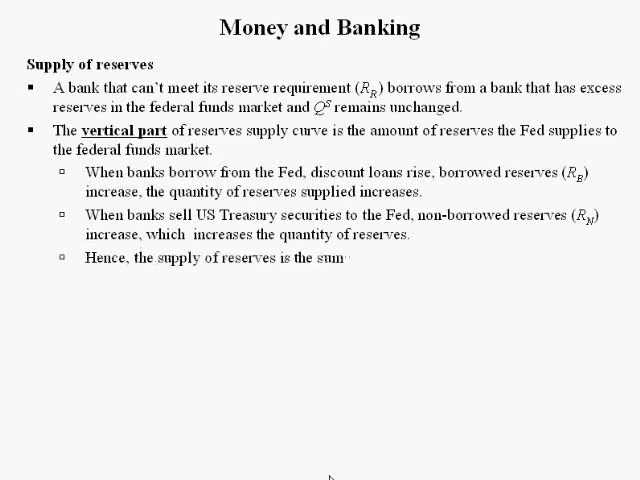 Money and Banking
Supply of reserves
▪ A bank that can't meet its reserve requirement (R_R) borrows from a bank that has excess
reserves in the federal funds market and Q^S remains unchanged.
▪ The vertical part of reserves supply curve is the amount of reserves the Fed supplies to
the federal funds market.
▫ When banks borrow from the Fed, discount loans rise, borrowed reserves (R_B)
increase, the quantity of reserves supplied increases.
▫ When banks sell US Treasury securities to the Fed, non-borrowed reserves (R_N)
increase, which increases the quantity of reserves.
▫ Hence, the supply of reserves is the sum